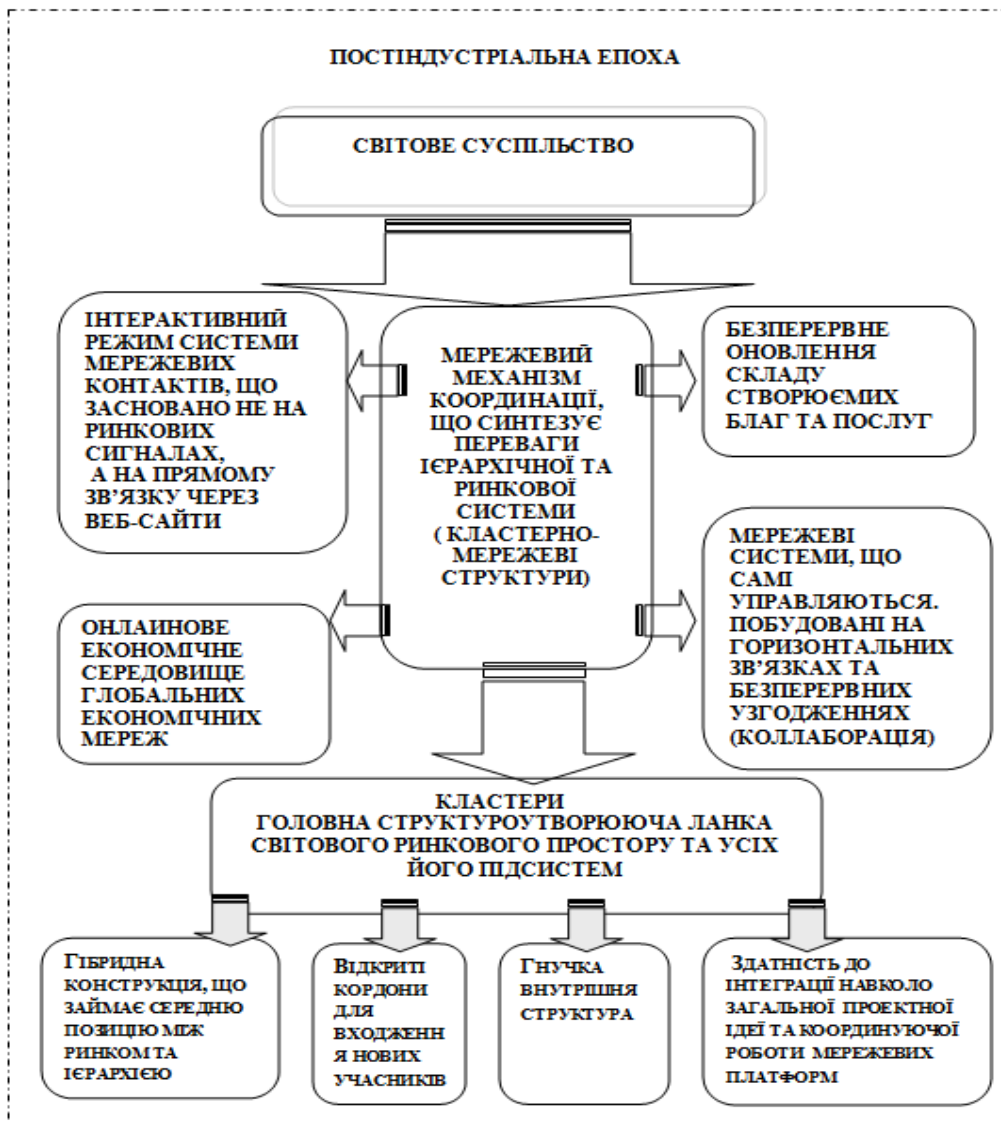 ПОСТІНДУСТРІАЛЬНА ЕПОХА
СВІТОВЕ СУСПІЛЬСТВО
ІНТЕРАКТИВНИЙ
РЕЖИМ СИСТЕМИ
МЕРЕЖЕВИХ
КОНТАКТІВ, ЩО
ЗАСНОВАНО НЕ НА
РИНКОВИХ
СИГНАЛАХ,
А НА ПРЯМОМУ
ЗВ’ЯЗКУ ЧЕРЕЗ
ВЕБ-САЙТИ
МЕРЕЖЕВИЙ
МЕХАНІЗМ
КООРДИНАЦІЇ,
ЩО СИНТЕЗУЄ
ПЕРЕВАГИ
ІЄРАРХІЧНОЇ ТА
РИНКОВОЇ
СИСТЕМИ
( КЛАСТЕРНО-
МЕРЕЖЕВІ
СТРУКТУРИ)
БЕЗПЕРЕРВНЕ
ОНОВЛЕННЯ
СКЛАДУ
СТВОРЮЄМИХ
БЛАГ ТА ПОСЛУГ
ОНЛАИНОВЕ
ЕКОНОМІЧНЕ
СЕРЕДОВИЩЕ
ГЛОБАЛЬНИХ
ЕКОНОМІЧНИХ
МЕРЕЖ
МЕРЕЖЕВІ
СИСТЕМИ, ЩО
САМІ
УПРАВЛЯЮТЬСЯ.
ПОБУДОВАНІ НА
ГОРИЗОНТАЛЬНИХ
ЗВ’ЯЗКАХ ТА
БЕЗПЕРЕРВНИХ
УЗГОДЖЕННЯХ
(КОЛЛАБОРАЦІЯ)
КЛАСТЕРИ
ГОЛОВНА СТРУКТУРОУТВОРЮЮЧА ЛАНКА
СВІТОВОГО РИНКОВОГО ПРОСТОРУ ТА УСІХ
ЙОГО ПІДСИСТЕМ
ГІБРИДНА
КОНСТРУКЦІЯ, ЩО
ЗАЙМАЄ СЕРЕДНЮ
ПОЗИЦІЮ МІЖ
РИНКОМ ТА
ІЄРАРХІЄЮ
ВІДКРИТІ
КОРДОНИ
ДЛЯ
ВХОДЖЕНН
Я НОВИХ
УЧАСНИКІВ
ГНУЧКА
ВНУТРІШНЯ
СТРУКТУРА
ЗДАТНІСТЬ ДО
ІНТЕГРАЦІЇ НАВКОЛО
ЗАГАЛЬНОЇ ПРОЕКТНОЇ
ІДЕЇ ТА КООРДИНУЮЧОЇ
РОБОТИ МЕРЕЖЕВИХ
ПЛАТФОРМ